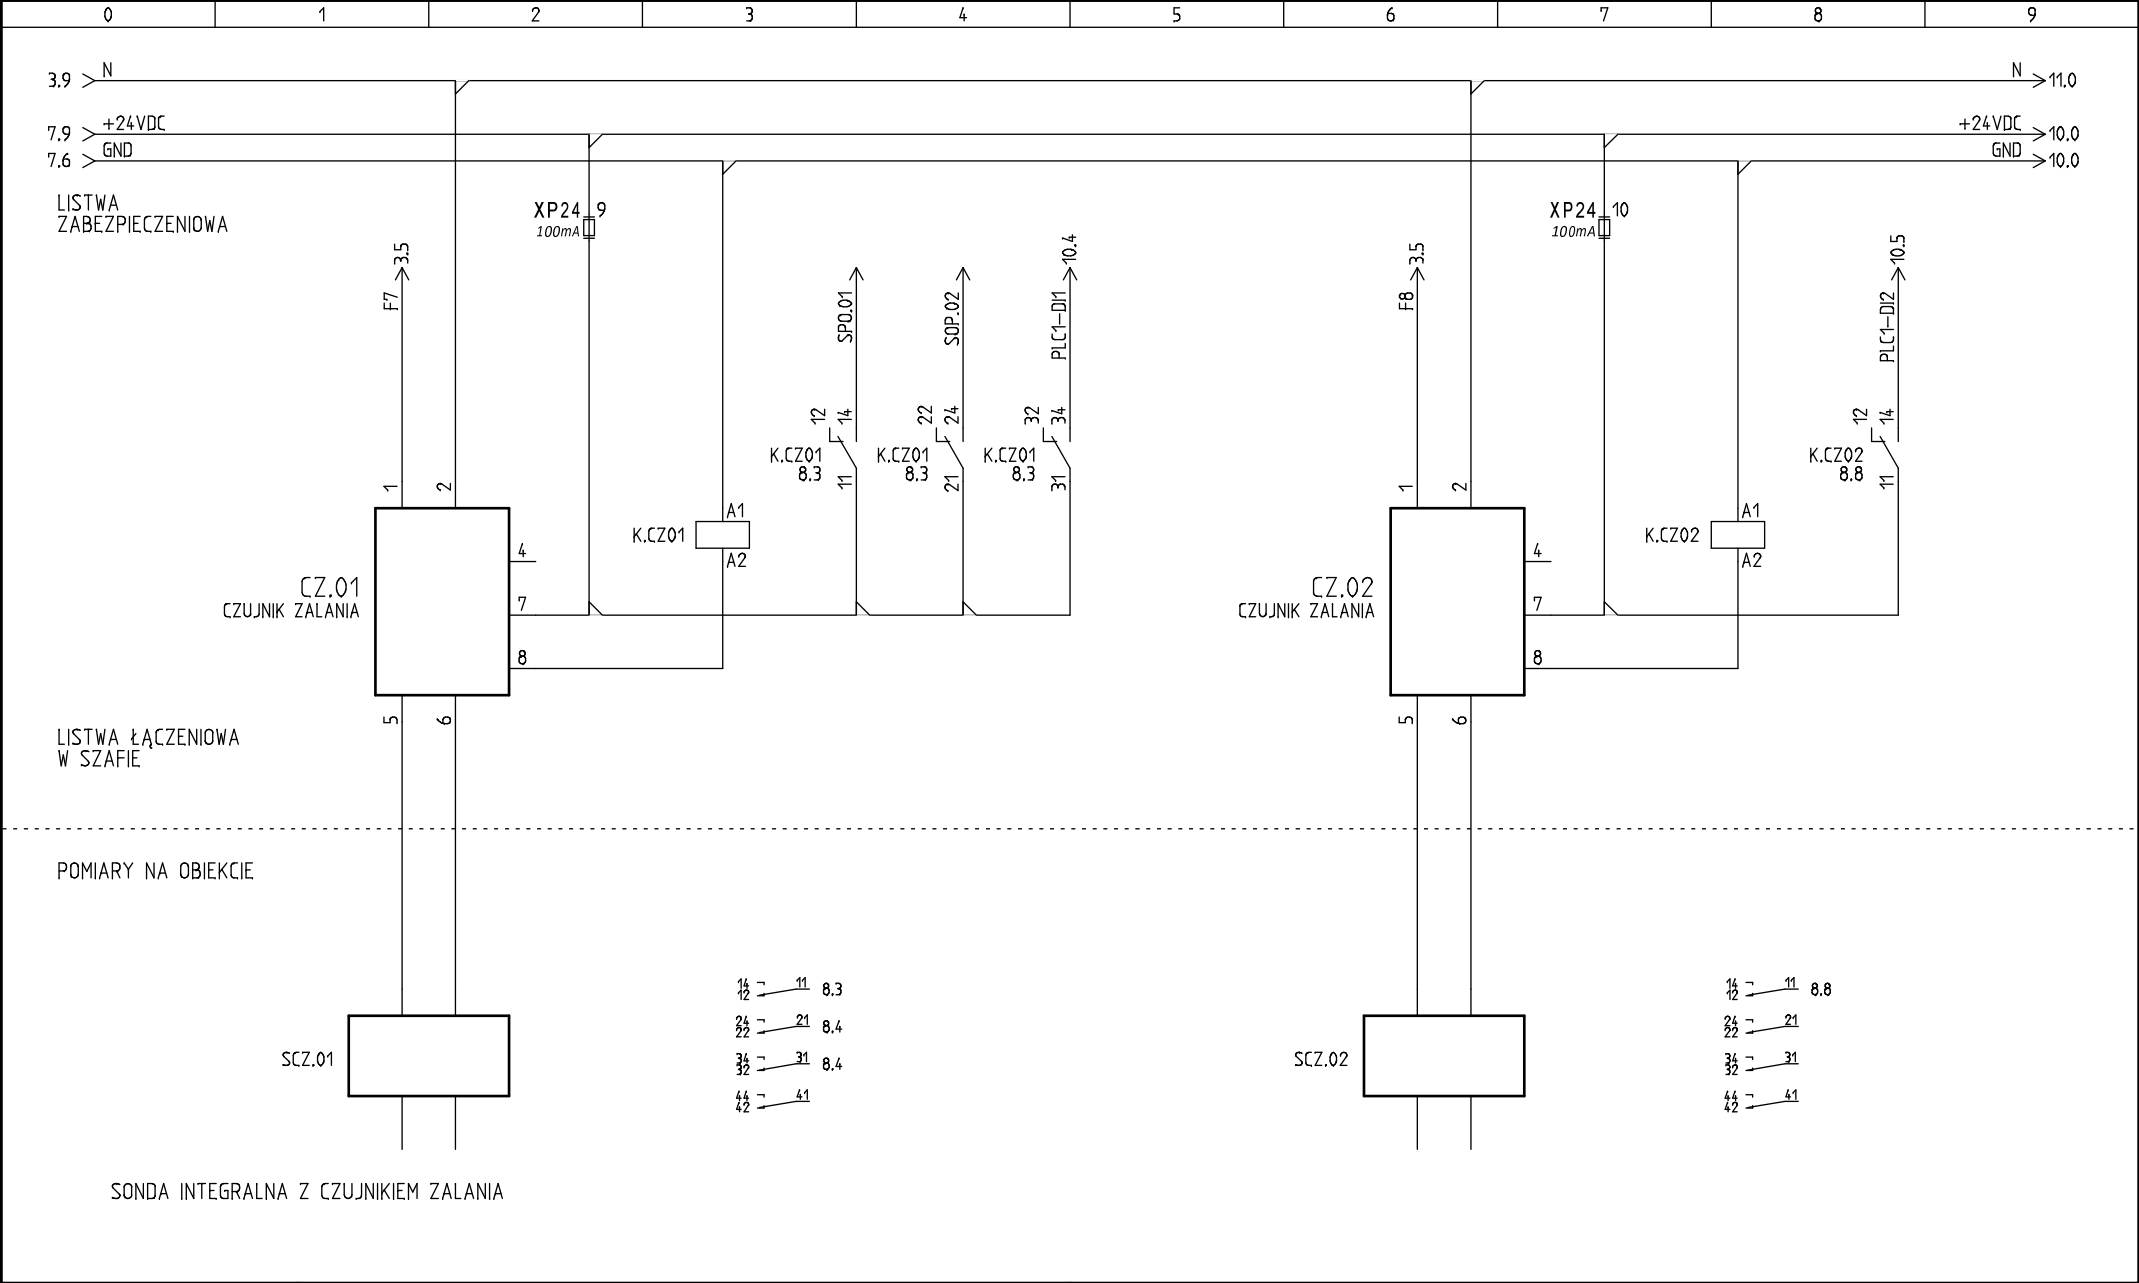 0 1 2 3 4 5 6 7 8 9
3.9 N N 11.0
7.9 +24VDC +24VDC 10.0
7.6 GND GND 10.0
LISTWA
ZABEZPIECZENIOWA
XP24 9
100mA
XP24 10
100mA
F7 3.5
SPO.01
SOP.02
PLC1-DI1 10.4
F8 3.5
PLC1-DI2 10.5
12 14
K.CZ01
8.3
11
22 24
K.CZ01
8.3
21
32 34
K.CZ01
8.3
31
12 14
K.CZ02
8.8
11
1 2
4
7
8
5 6
CZ.01
CZUJNIK ZALANIA
A1
K.CZ01
A2
1 2
4
7
8
5 6
CZ.02
CZUJNIK ZALANIA
A1
K.CZ02
A2
LISTWA ŁĄCZENIOWA
W SZAFIE
POMIARY NA OBIEKCIE
SCZ.01
14 11 8.3
12
24 21 8.4
22
34 31 8.4
32
44 41
42
SCZ.02
14 11 8.8
12
24 21
22
34 31
32
44 41
42
SONDA INTEGRALNA Z CZUJNIKIEM ZALANIA